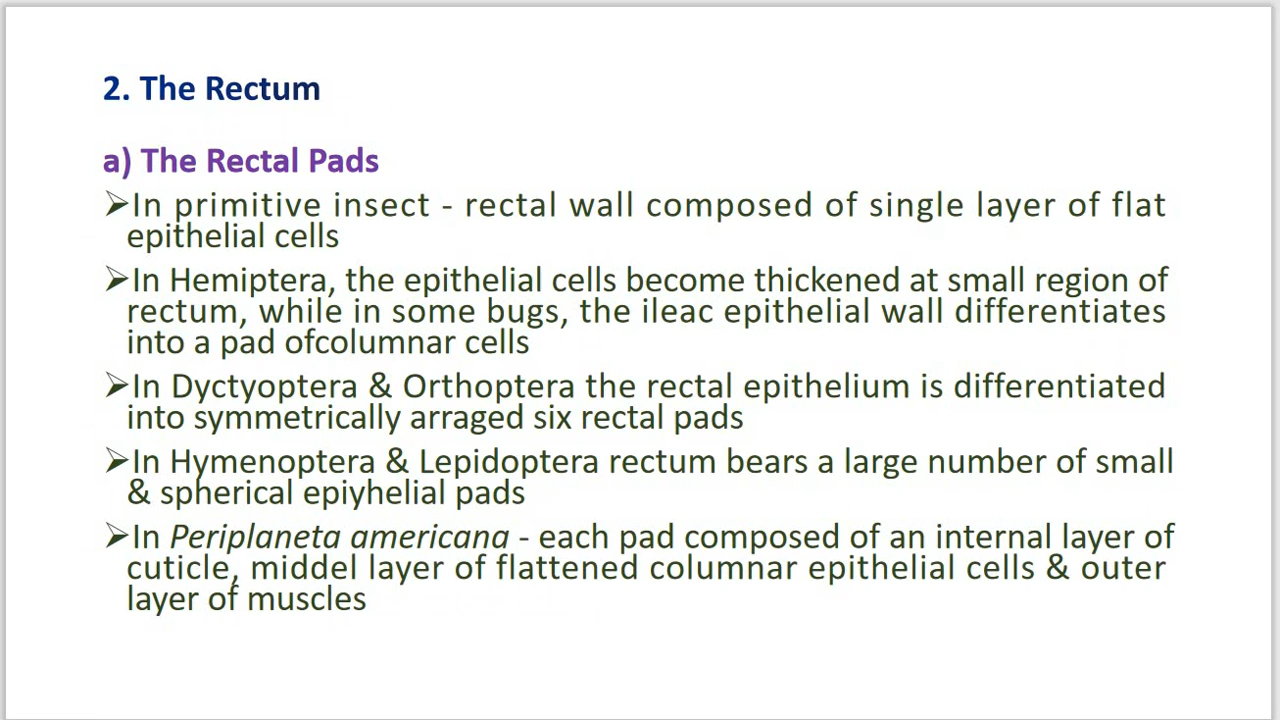 2. The Rectum
a) The Rectal Pads
➢In primitive insect - rectal wall composed of single layer of flat
epithelial cells
➢In Hemiptera, the epithelial cells become thickened at small region of
rectum, while in some bugs, the ileac epithelial wall differentiates
into a pad ofcolumnar cells
➢In Dyctyoptera & Orthoptera the rectal epithelium is differentiated
into symmetrically arraged six rectal pads
➢In Hymenoptera & Lepidoptera rectum bears a large number of small
& spherical epiyhelial pads
➢In Periplaneta americana - each pad composed of an internal layer of
cuticle, middel layer of flattened columnar epithelial cells & outer
layer of muscles